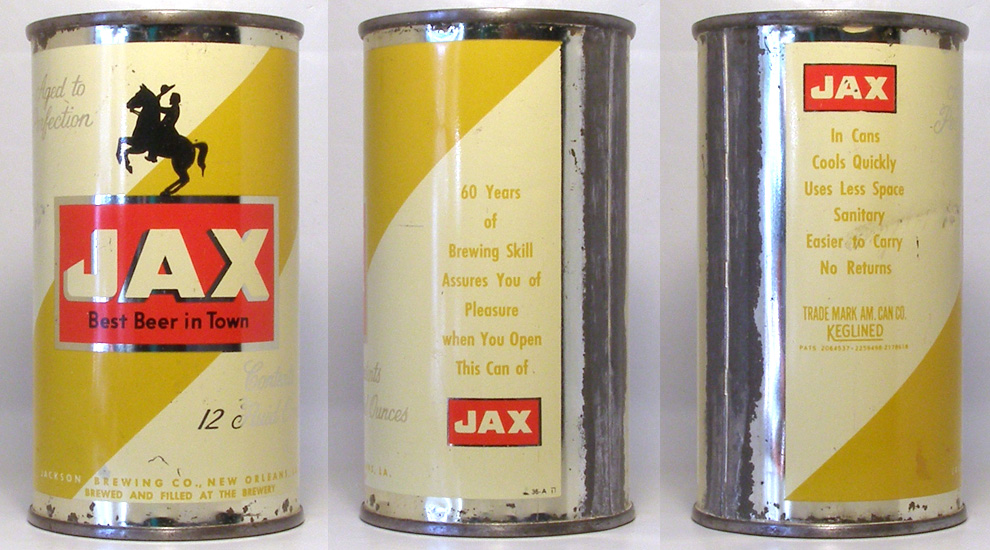 Aged to
JAX
Best Beer in Town
12
JACKSON BREWING CO., NEW ORLEANS,
BREWED AND FILLED AT THE BREWERY
60 Years
of
Brewing Skill
Assures You of
Pleasure
when You Open
This Can of
JAX
Ounces
LA.
36-A
JAX
In Cans
Cools Quickly
Uses Less Space
Sanitary
Easier to Carry
No Returns
TRADE MARK AM. CAN CO.
KEGLINED